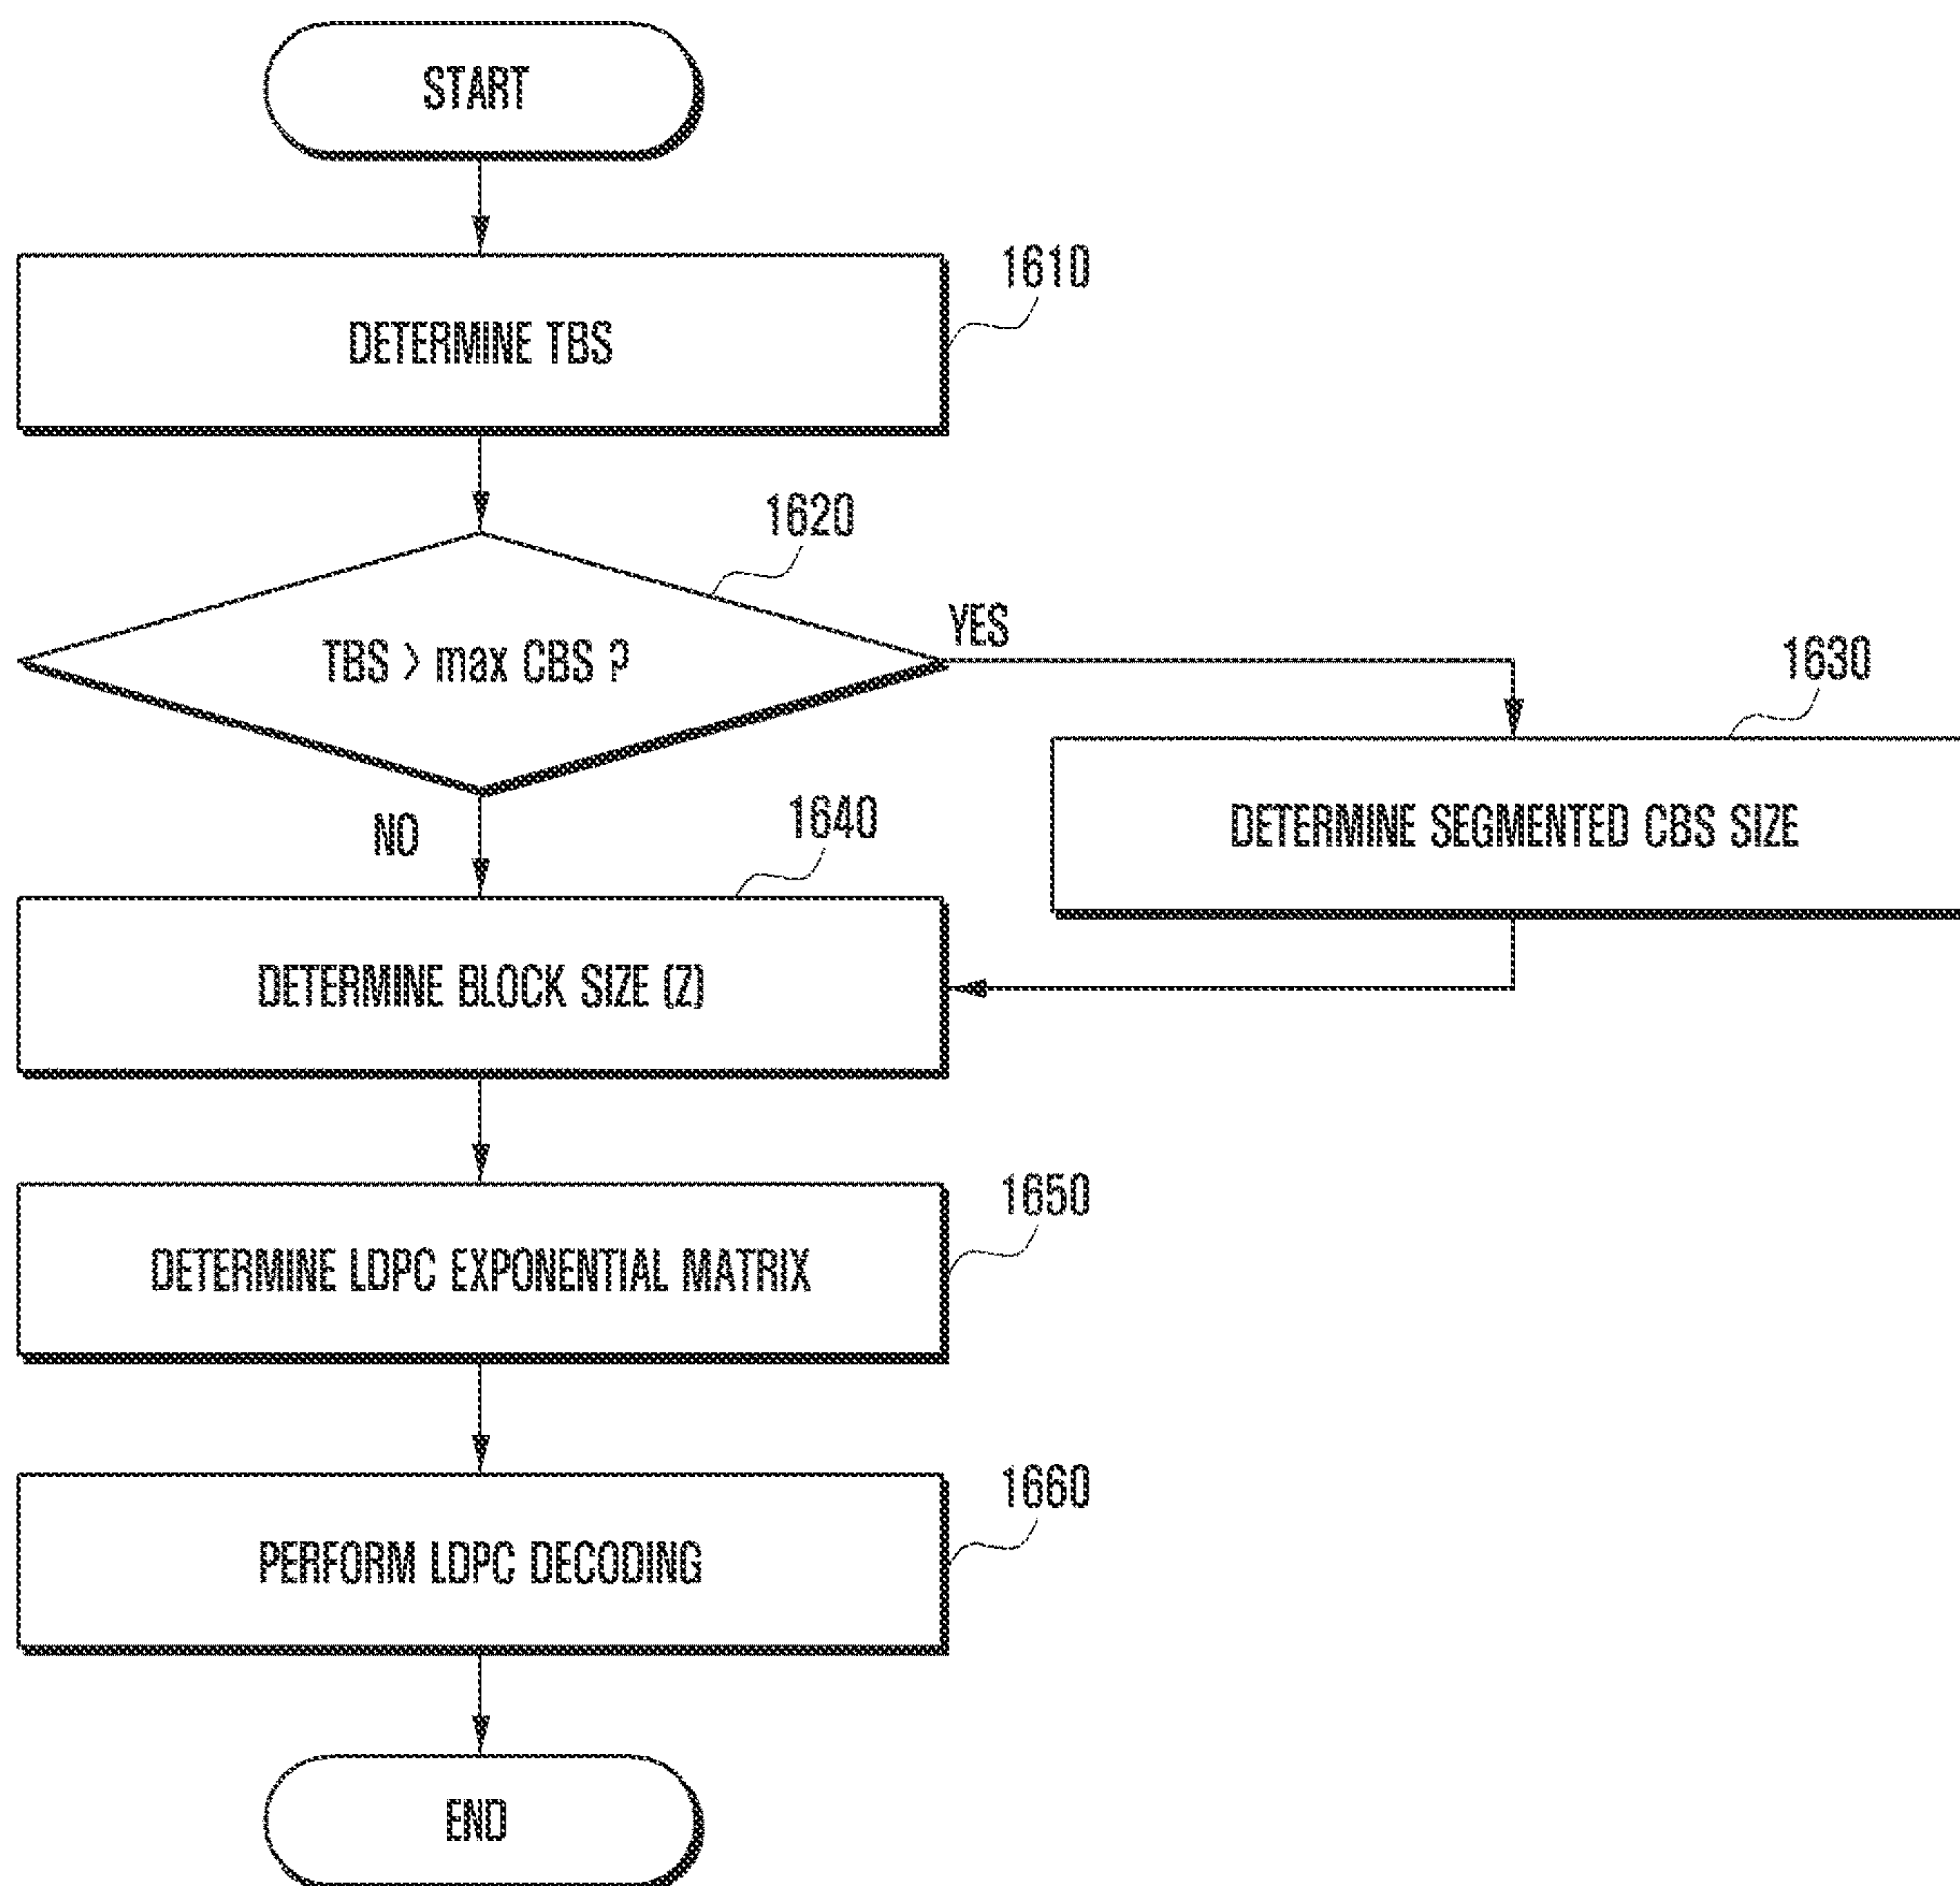 START
1610
DETERMINE TBS
1620
TBS > max CBS ?
YES
1630
DETERMINE SEGMENTED CBS SIZE
NO
1640
DETERMINE BLOCK SIZE (Z)
1650
DETERMINE LDPC EXPONENTIAL MATRIX
1660
PERFORM LDPC DECODING
END